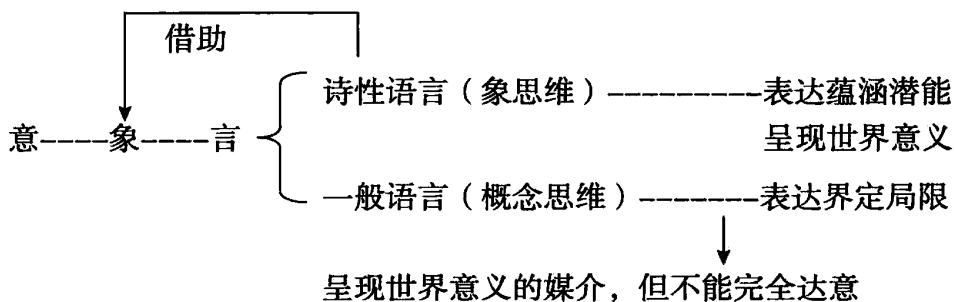 借助
诗性语言（象思维）表达蕴涵潜能
意----象----言 呈现世界意义
一般语言（概念思维）表达界定局限
呈现世界意义的媒介，但不能完全达意